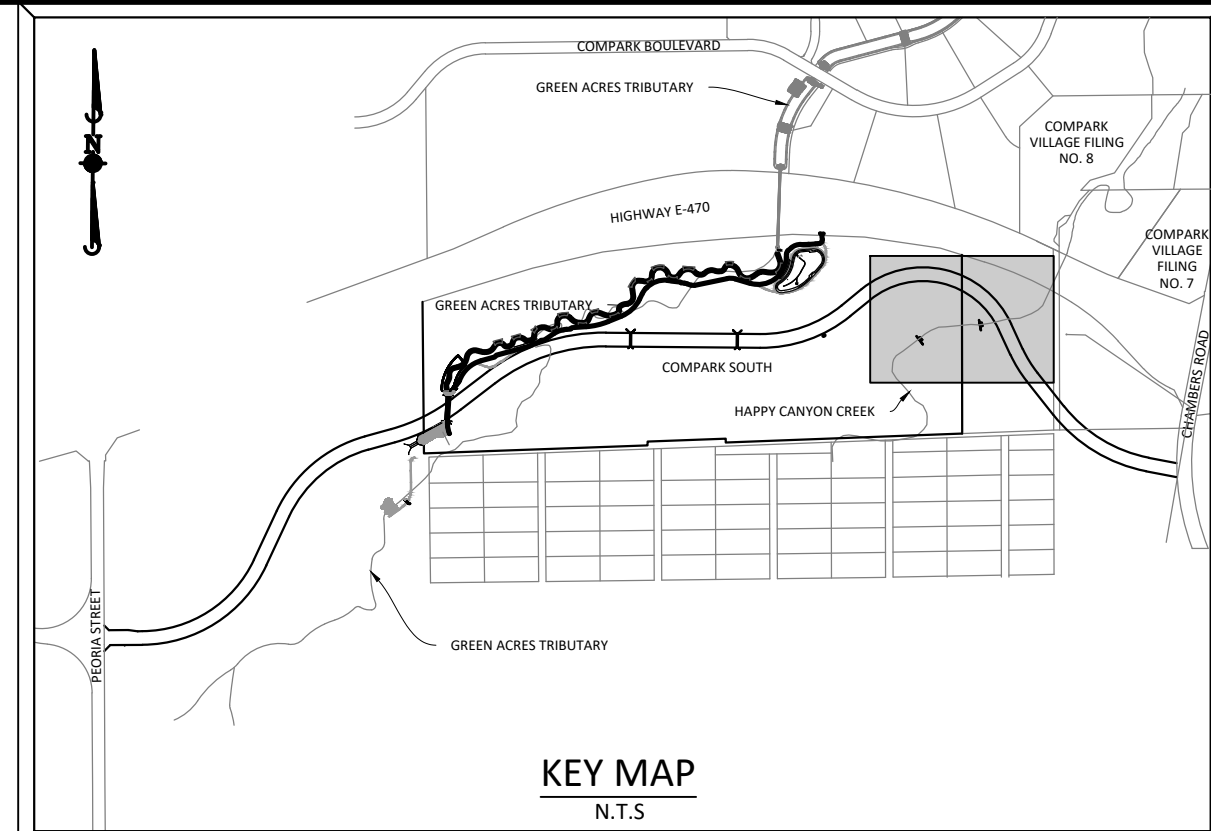 COMPARK BOULEVARD
GREEN ACRES TRIBUTARY
COMPARK
VILLAGE FILING
NO. 8
N
HIGHWAY E-470
COMPARK
VILLAGE
FILING
NO. 7
GREEN ACRES TRIBUTARY
COMPARK SOUTH
CHAMBERS ROAD
HAPPY CANYON CREEK
PEORIA STREET
GREEN ACRES TRIBUTARY
KEY MAP
N.T.S